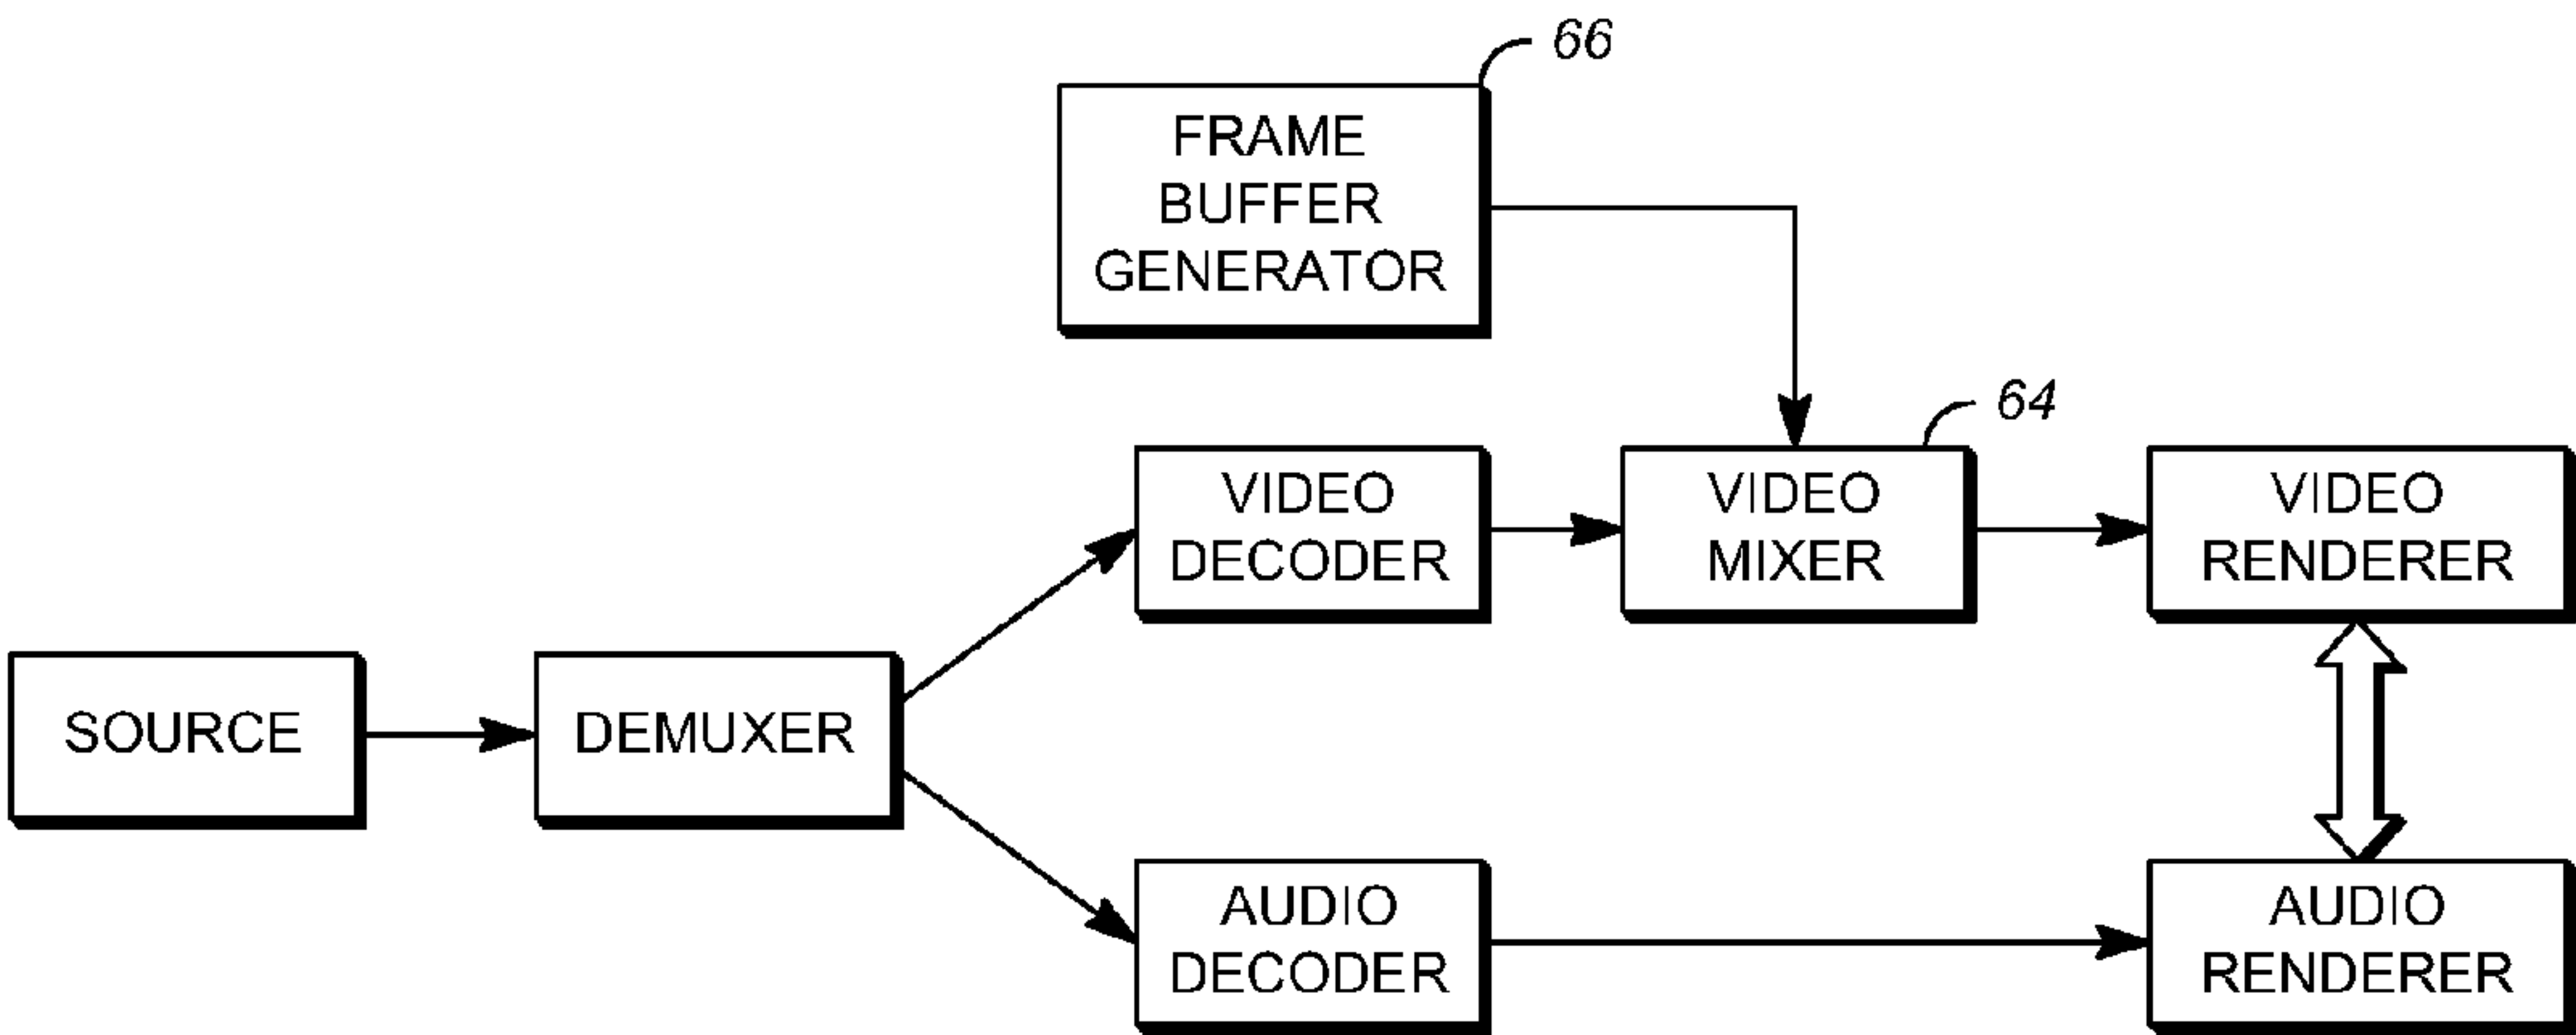 66
FRAME
BUFFER
GENERATOR
64
VIDEO
DECODER
VIDEO
MIXER
VIDEO
RENDERER
SOURCE
DEMUXER
AUDIO
DECODER
AUDIO
RENDERER